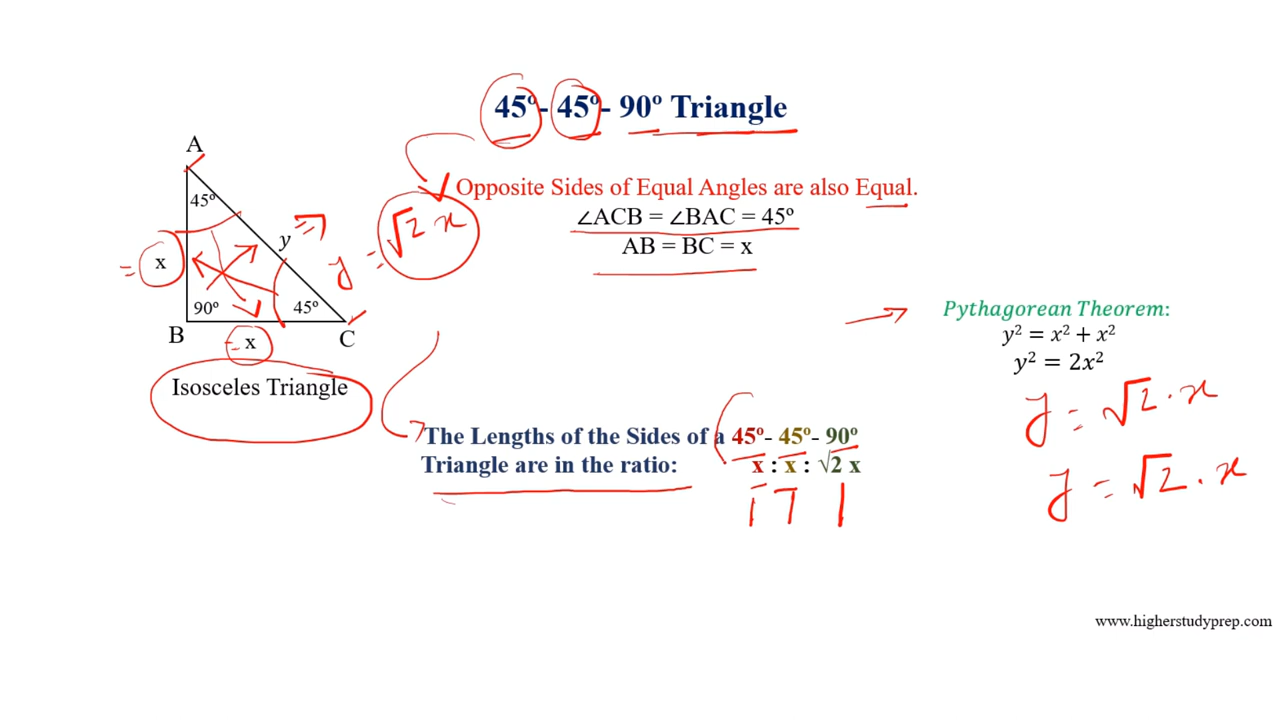 45º- 45º- 90º Triangle
A
45º
Opposite Sides of Equal Angles are also Equal.
∠ACB = ∠BAC = 45º
AB = BC = x
y
y = √2 x
= x
90º
45º
B
= x
C
Isosceles Triangle
Pythagorean Theorem:
y² = x² + x²
y² = 2x²
y = √2 · x
y = √2 · x
The Lengths of the Sides of a 45º- 45º- 90º
Triangle are in the ratio: x : x : √2 x
www.higherstudyprep.com